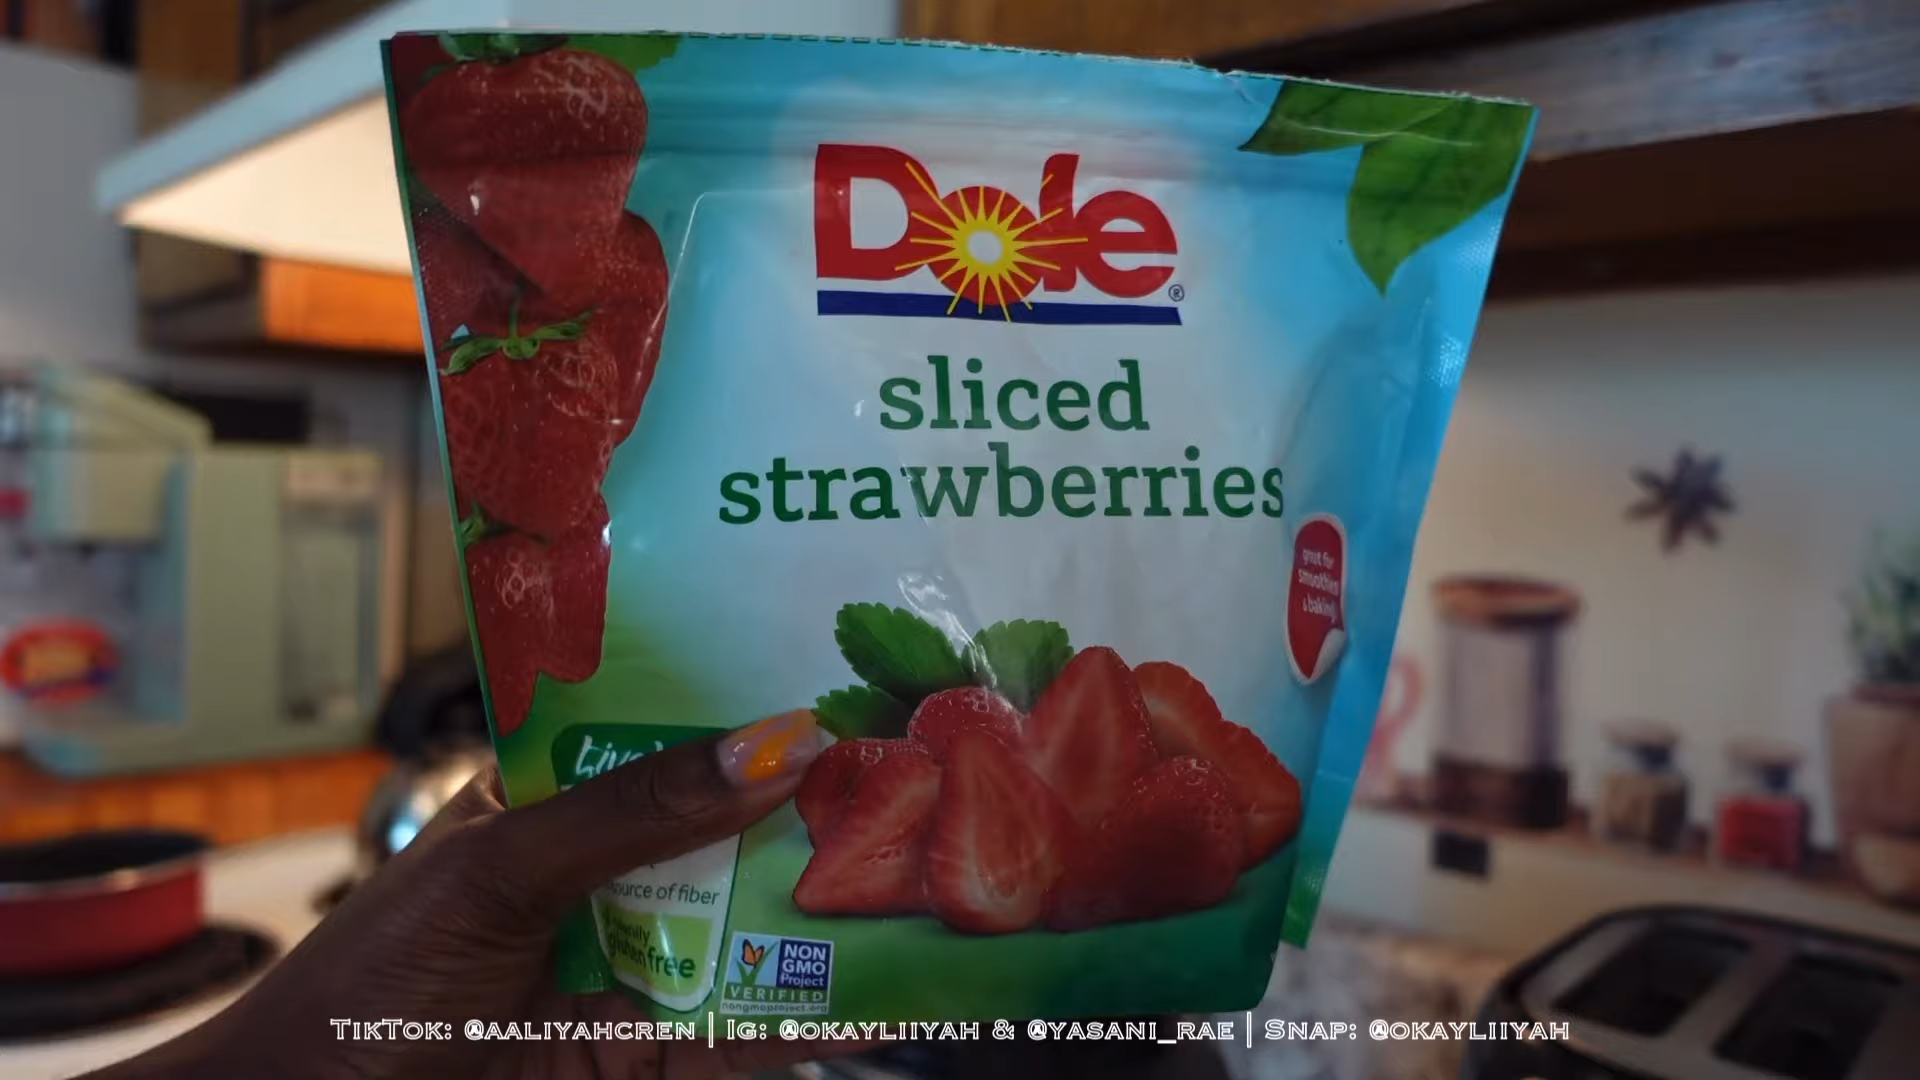 Dole®
sliced
strawberries
great for
smoothies
& baking!
source of fiber
gluten free
NON
GMO
Project
VERIFIED
nongmoproject.org
TikTok: @aaliyahcren | Ig: @okayliiyah & @yasani_rae | Snap: @okayliiyah